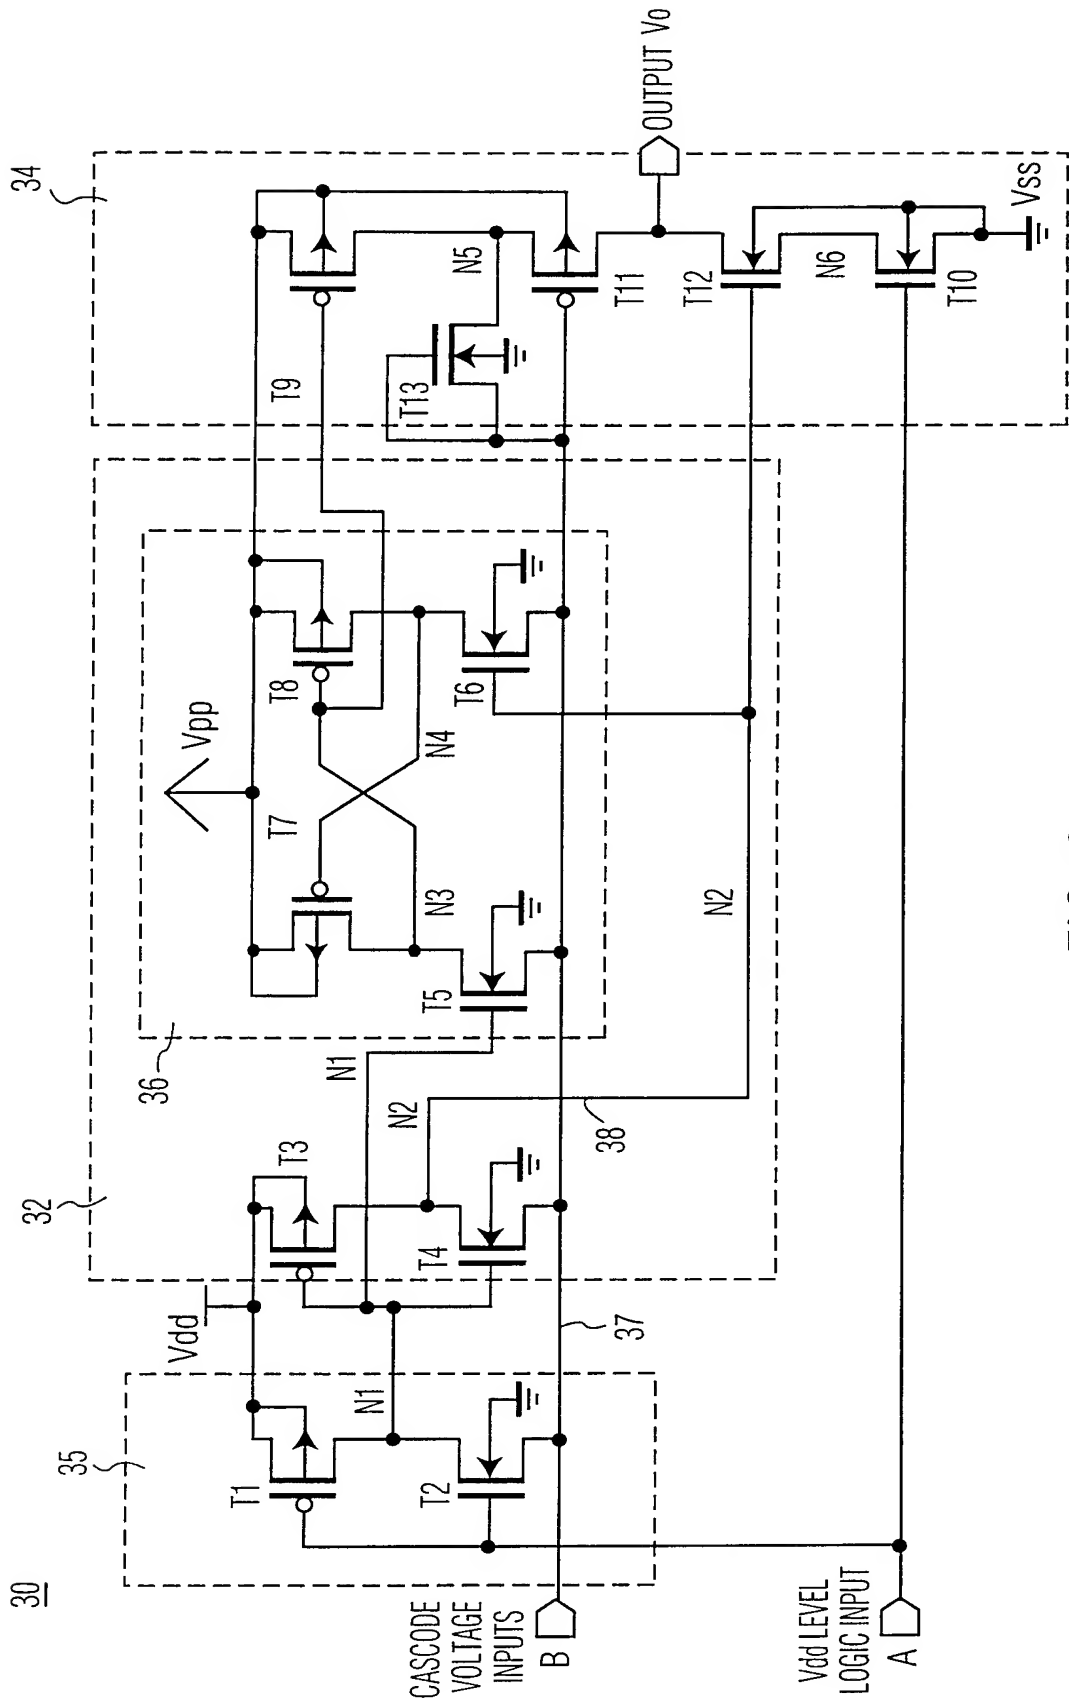 30
35
32
36
34
Vdd
Vpp
T1
T2
N1
T3
T4
N2
N1
T5
N3
T7
N4
T8
T6
T9
T13
N5
T11
OUTPUT Vo
T12
N6
T10
Vss
37
38
N2
CASCODE
VOLTAGE
INPUTS
B
Vdd LEVEL
LOGIC INPUT
A